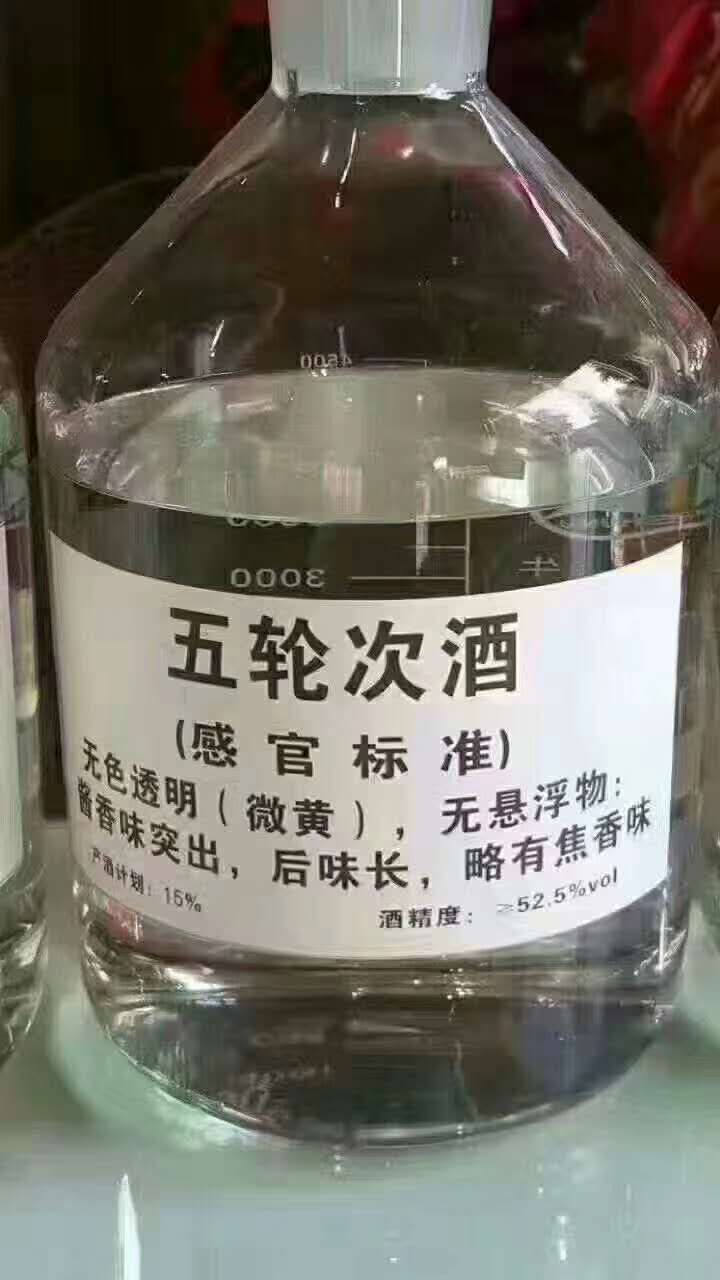 4500
3000
五轮次酒
(感官标准)
无色透明（微黄），无悬浮物：
酱香味突出，后味长，略有焦香味
产酒计划：15%
酒精度：≥52.5%vol